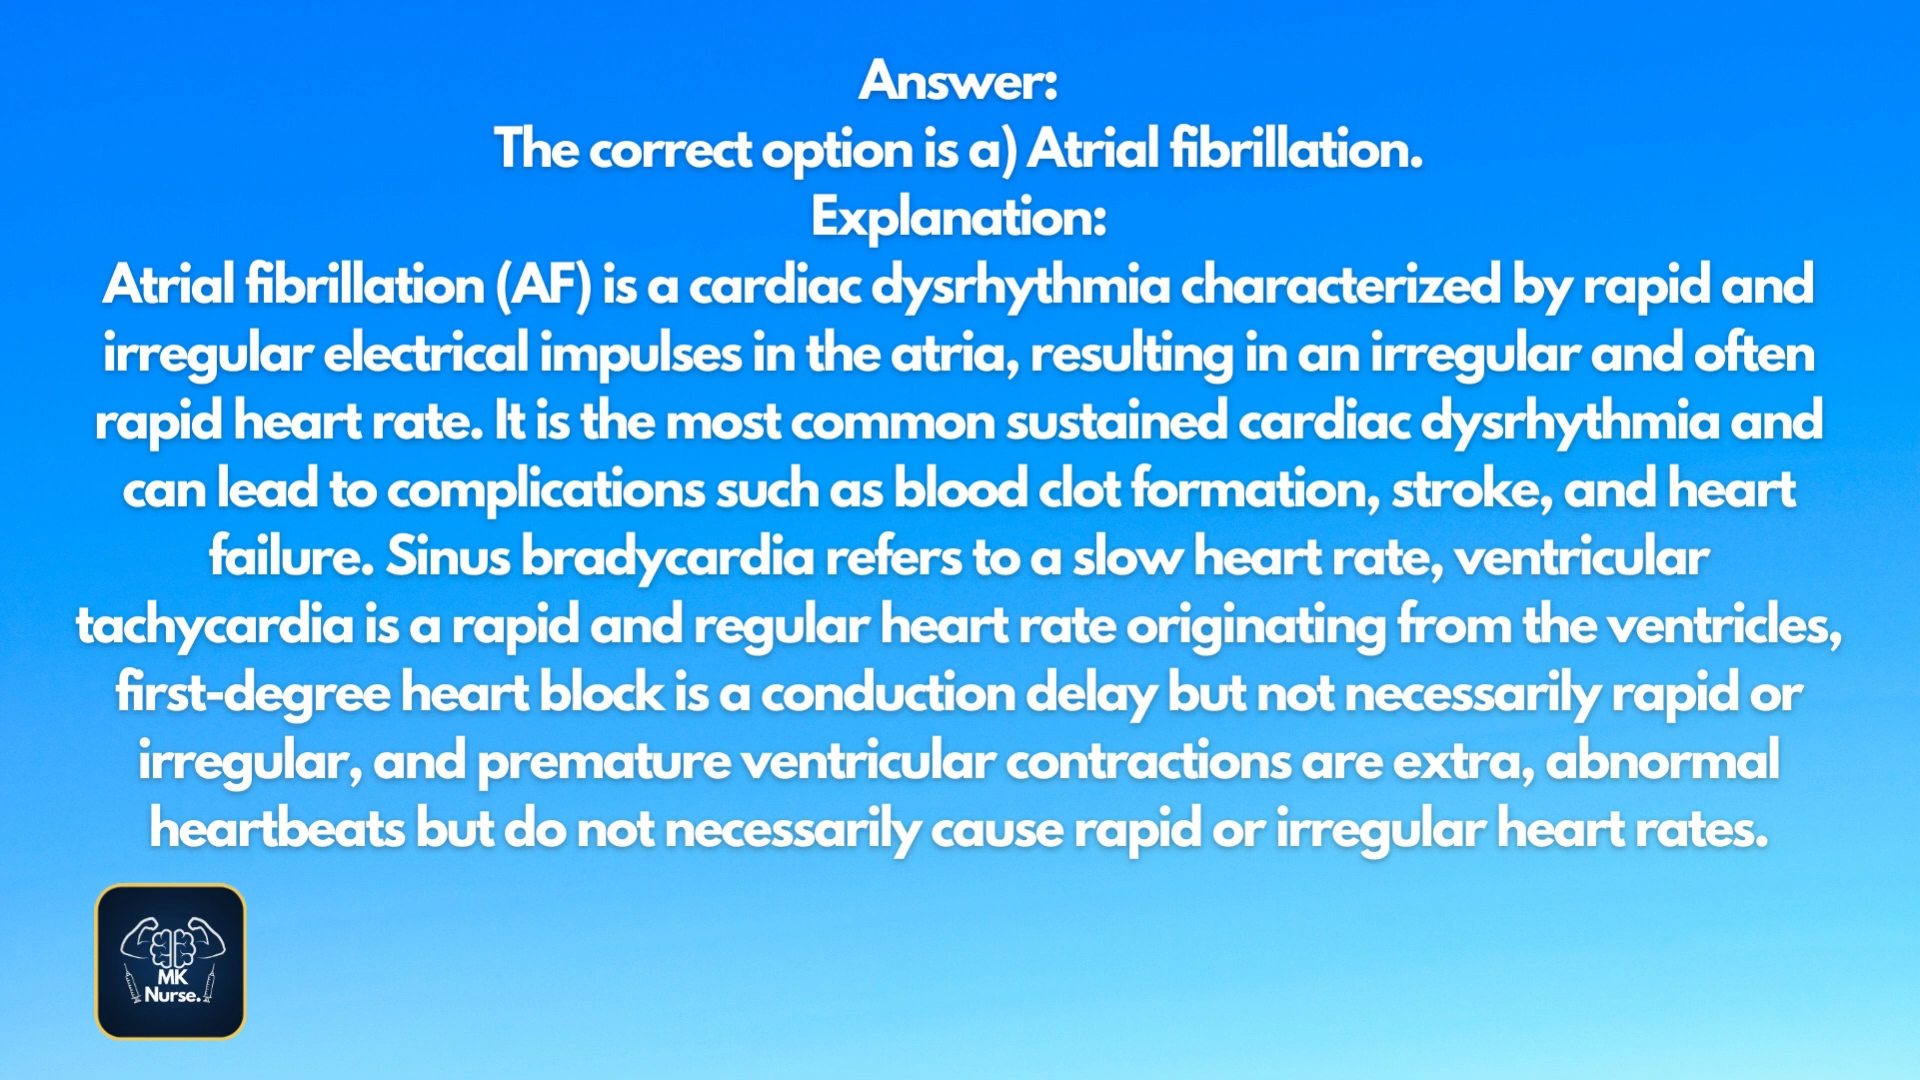 Answer:
The correct option is a) Atrial fibrillation.
Explanation:
Atrial fibrillation (AF) is a cardiac dysrhythmia characterized by rapid and
irregular electrical impulses in the atria, resulting in an irregular and often
rapid heart rate. It is the most common sustained cardiac dysrhythmia and
can lead to complications such as blood clot formation, stroke, and heart
failure. Sinus bradycardia refers to a slow heart rate, ventricular
tachycardia is a rapid and regular heart rate originating from the ventricles,
first-degree heart block is a conduction delay but not necessarily rapid or
irregular, and premature ventricular contractions are extra, abnormal
heartbeats but do not necessarily cause rapid or irregular heart rates.
MK
Nurse.